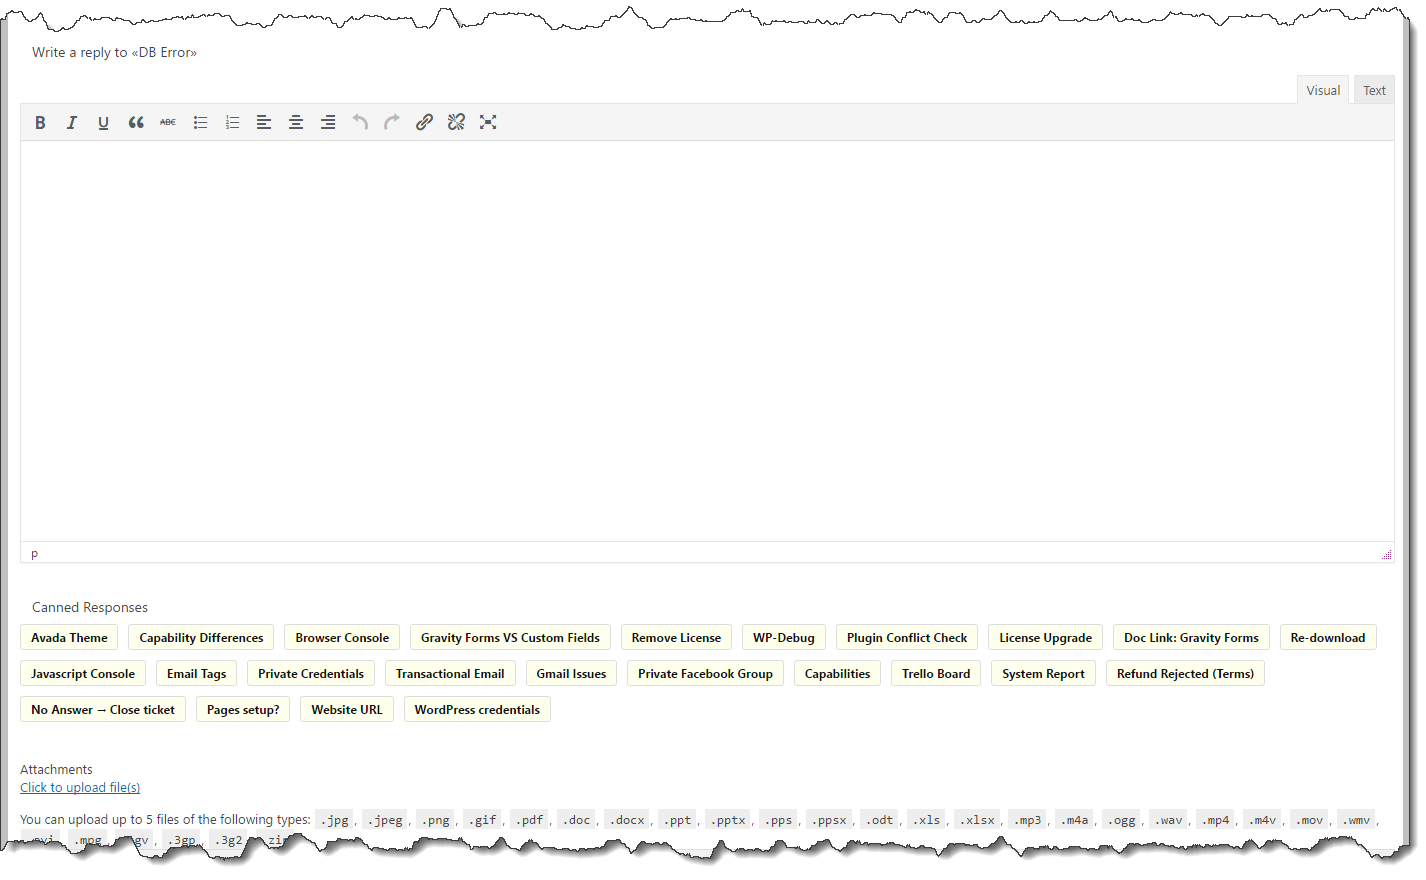 Write a reply to «DB Error»
Visual Text
B I U ABC
p
Canned Responses
Avada Theme Capability Differences Browser Console Gravity Forms VS Custom Fields Remove License WP-Debug Plugin Conflict Check License Upgrade Doc Link: Gravity Forms Re-download
Javascript Console Email Tags Private Credentials Transactional Email Gmail Issues Private Facebook Group Capabilities Trello Board System Report Refund Rejected (Terms)
No Answer → Close ticket Pages setup? Website URL WordPress credentials
Attachments
Click to upload file(s)
You can upload up to 5 files of the following types: .jpg , .jpeg , .png , .gif , .pdf , .doc , .docx , .ppt , .pptx , .pps , .ppsx , .odt , .xls , .xlsx , .mp3 , .m4a , .ogg , .wav , .mp4 , .m4v , .mov , .wmv ,
.mpg , .3gp , .3g2